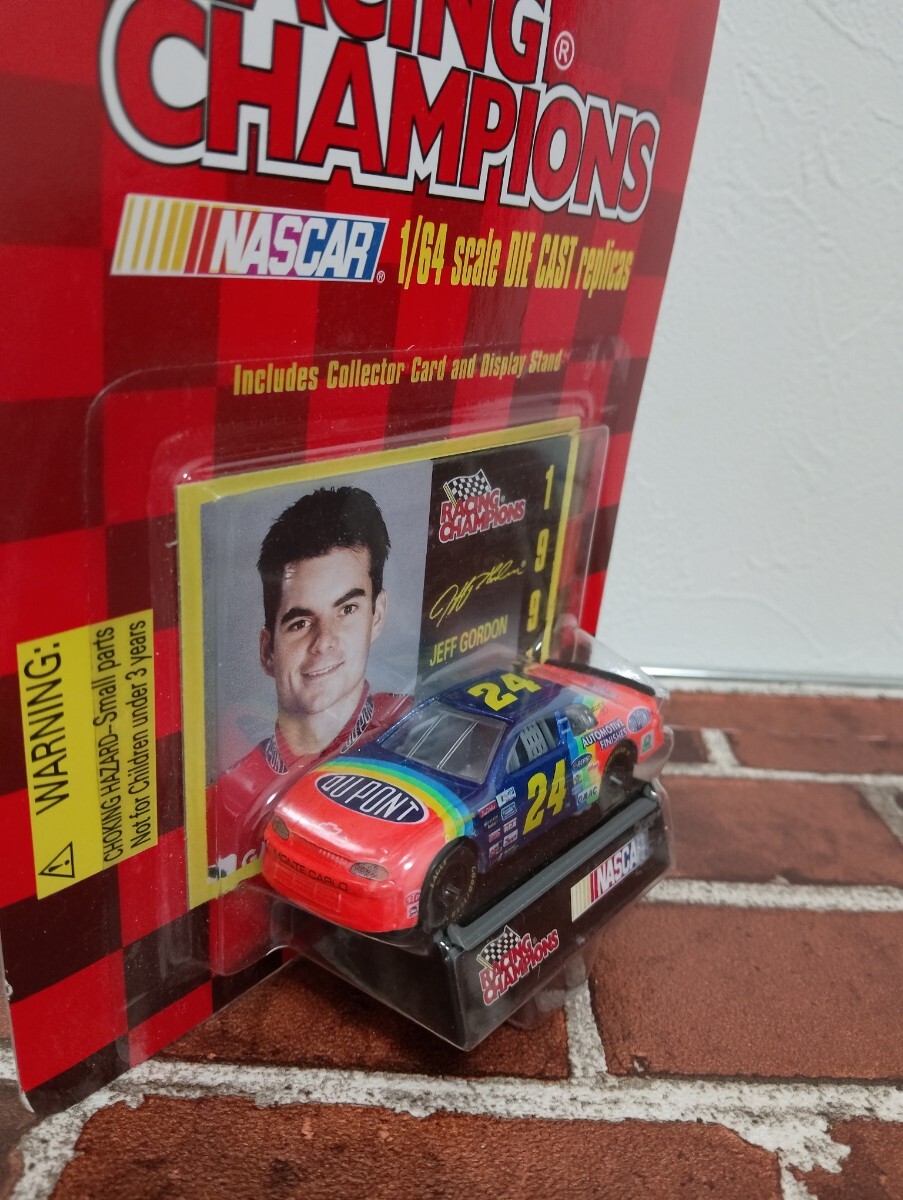 RACING
CHAMPIONS®
NASCAR®
1/64 scale DIE CAST replicas
Includes Collector Card and Display Stand
RACING
CHAMPIONS
1
9
9
JEFF GORDON
WARNING:
CHOKING HAZARD–Small parts
Not for Children under 3 years
24
DU PONT
24
AUTOMOTIVE
FINISHES
MONTE CARLO
NASCAR
RACING
CHAMPIONS